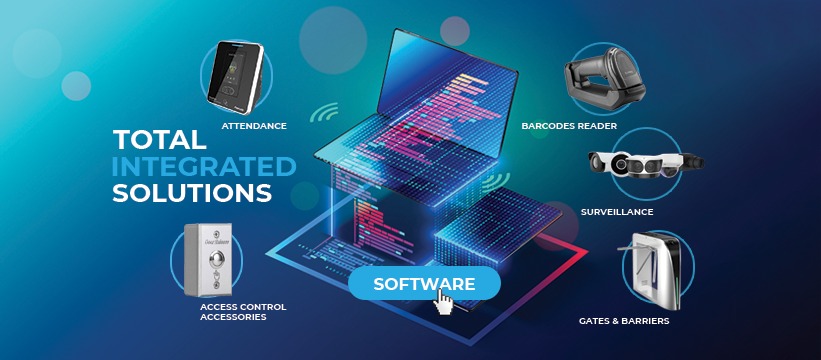 ATTENDANCE
BARCODES READER
TOTAL
INTEGRATED
SOLUTIONS
SURVEILLANCE
SOFTWARE
ACCESS CONTROL
ACCESSORIES
GATES & BARRIERS